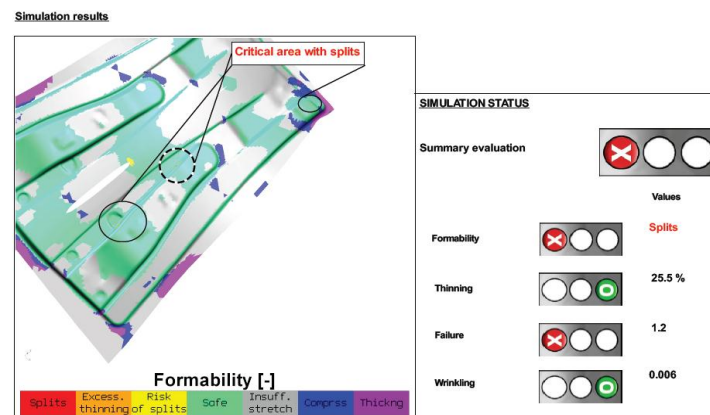 Simulation results
Critical area with splits
Formability [-]
Splits
Excess.
thinning
Risk
of splits
Safe
Insuff.
stretch
Comprss
Thickng
SIMULATION STATUS
Summary evaluation
Values
Formability
Splits
Thinning
25.5 %
Failure
1.2
Wrinkling
0.006